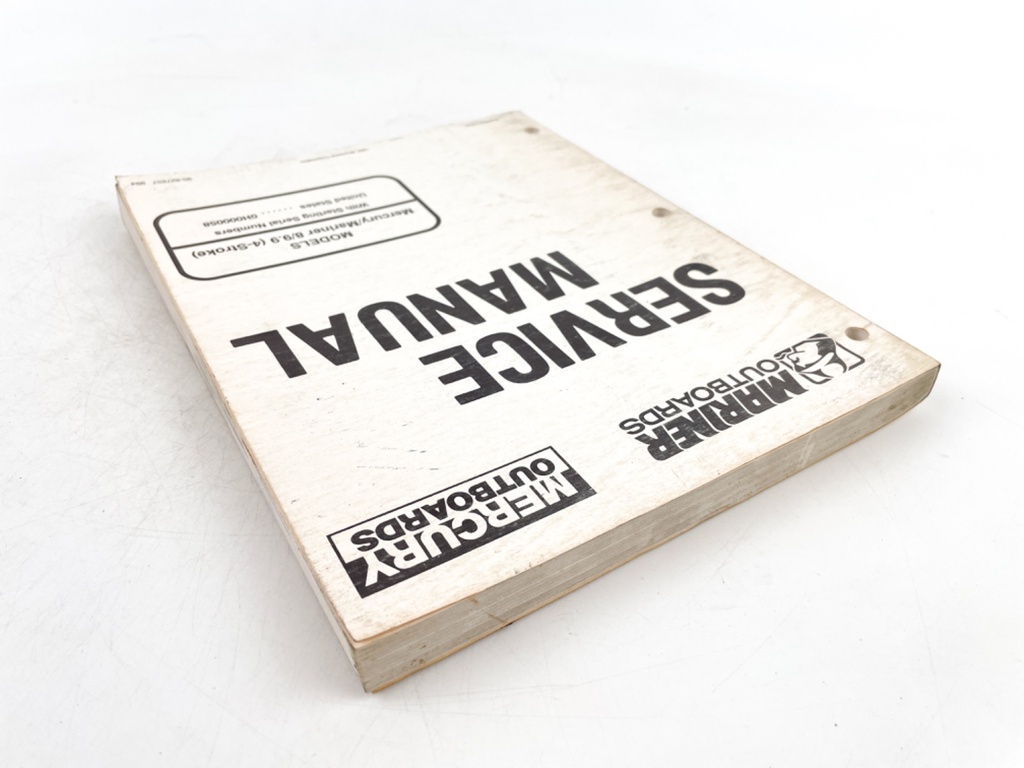 MARINER
OUTBOARDS
MERCURY
OUTBOARDS
SERVICE
MANUAL
MODELS
Mercury/Mariner 8/9.9 (4-Stroke)
With Starting Serial Numbers
United States ...... 0H000058